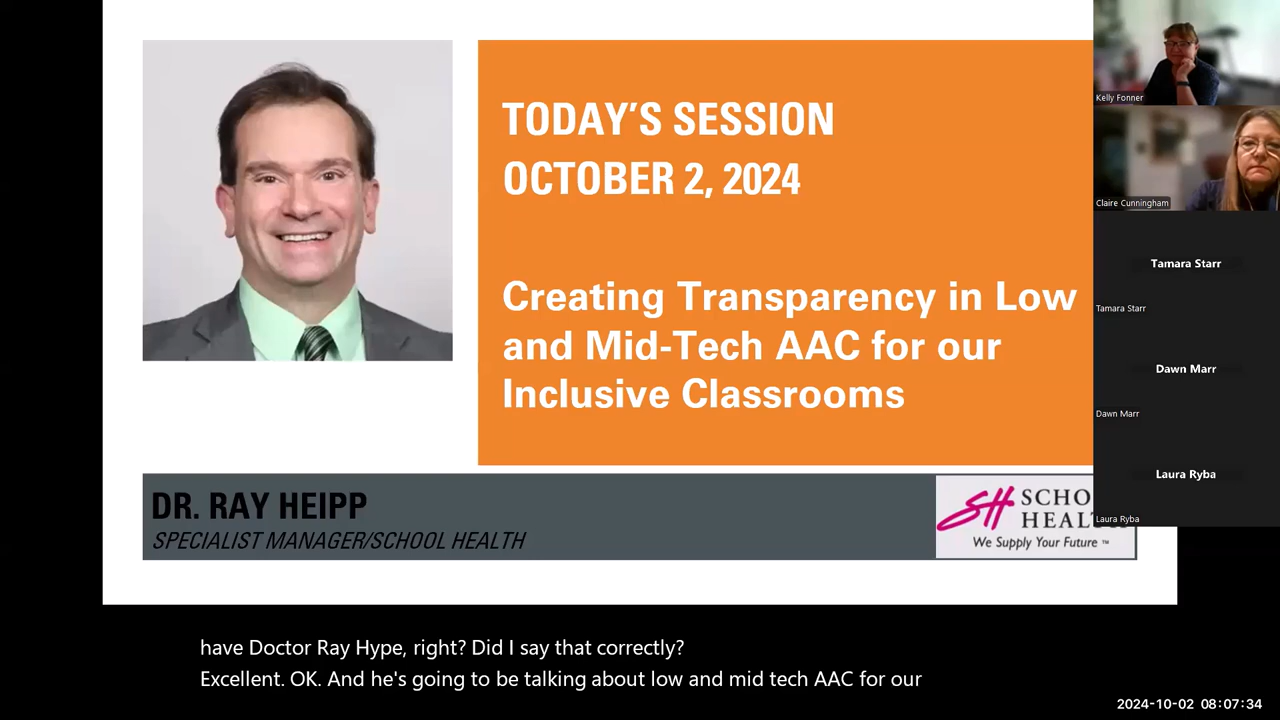 TODAY'S SESSION
OCTOBER 2, 2024
Creating Transparency in Low
and Mid-Tech AAC for our
Inclusive Classrooms
DR. RAY HEIPP
SPECIALIST MANAGER/SCHOOL HEALTH
SH SCHO
HEAL
We Supply Your Future ™
Kelly Fonner
Claire Cunningham
Tamara Starr
Tamara Starr
Dawn Marr
Dawn Marr
Laura Ryba
Laura Ryba
have Doctor Ray Hype, right? Did I say that correctly?
Excellent. OK. And he's going to be talking about low and mid tech AAC for our
2024-10-02 08:07:34